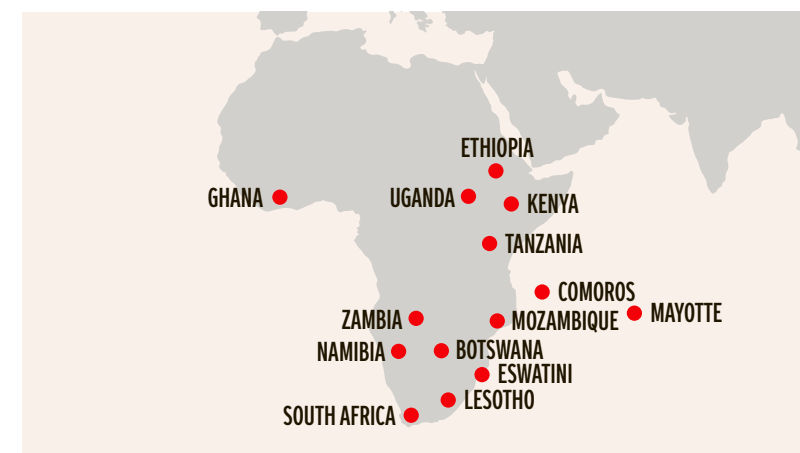 ETHIOPIA
GHANA
UGANDA
KENYA
TANZANIA
COMOROS
MAYOTTE
ZAMBIA
MOZAMBIQUE
NAMIBIA
BOTSWANA
ESWATINI
LESOTHO
SOUTH AFRICA